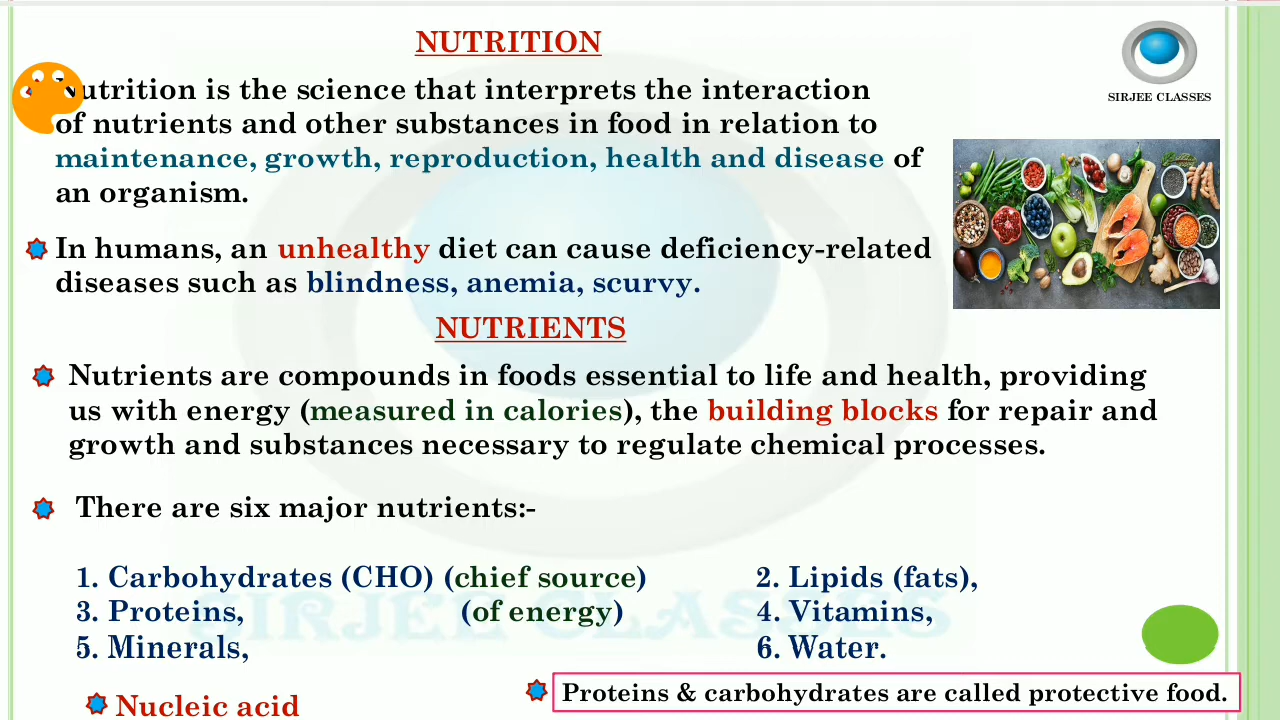 NUTRITION
SIRJEE CLASSES
Nutrition is the science that interprets the interaction
of nutrients and other substances in food in relation to
maintenance, growth, reproduction, health and disease of
an organism.
In humans, an unhealthy diet can cause deficiency-related
diseases such as blindness, anemia, scurvy.
NUTRIENTS
Nutrients are compounds in foods essential to life and health, providing
us with energy (measured in calories), the building blocks for repair and
growth and substances necessary to regulate chemical processes.
There are six major nutrients:-
1. Carbohydrates (CHO) (chief source) 2. Lipids (fats),
3. Proteins, (of energy) 4. Vitamins,
5. Minerals, 6. Water.
SIRJEE CLASSES
Proteins & carbohydrates are called protective food.
Nucleic acid